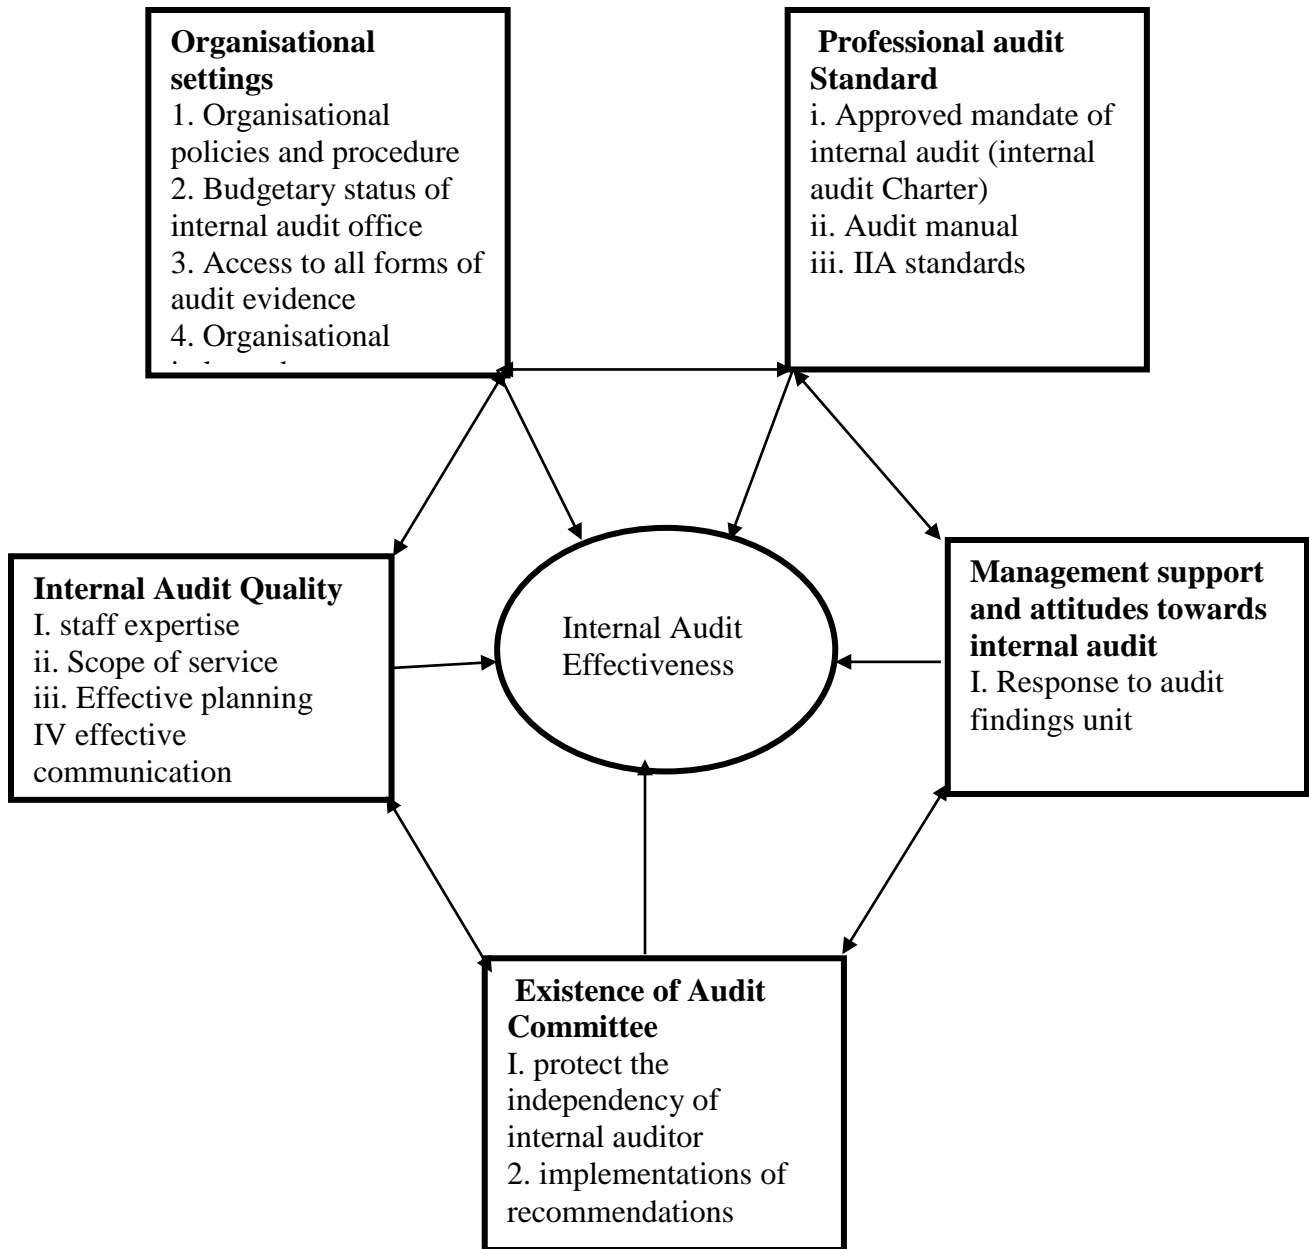 Organisational
settings
1. Organisational
policies and procedure
2. Budgetary status of
internal audit office
3. Access to all forms of
audit evidence
4. Organisational
Professional audit
Standard
i. Approved mandate of
internal audit (internal
audit Charter)
ii. Audit manual
iii. IIA standards
Internal Audit Quality
I. staff expertise
ii. Scope of service
iii. Effective planning
IV effective
communication
Internal Audit
Effectiveness
Management support
and attitudes towards
internal audit
I. Response to audit
findings unit
Existence of Audit
Committee
I. protect the
independency of
internal auditor
2. implementations of
recommendations